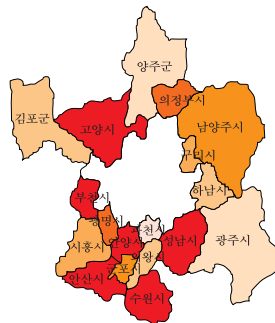 양주군
의정부시
김포군
고양시
남양주시
구리시
하남시
부천시
광명시
과천시
안양시
시흥시
성남시
광주시
의왕시
군포시
안산시
수원시